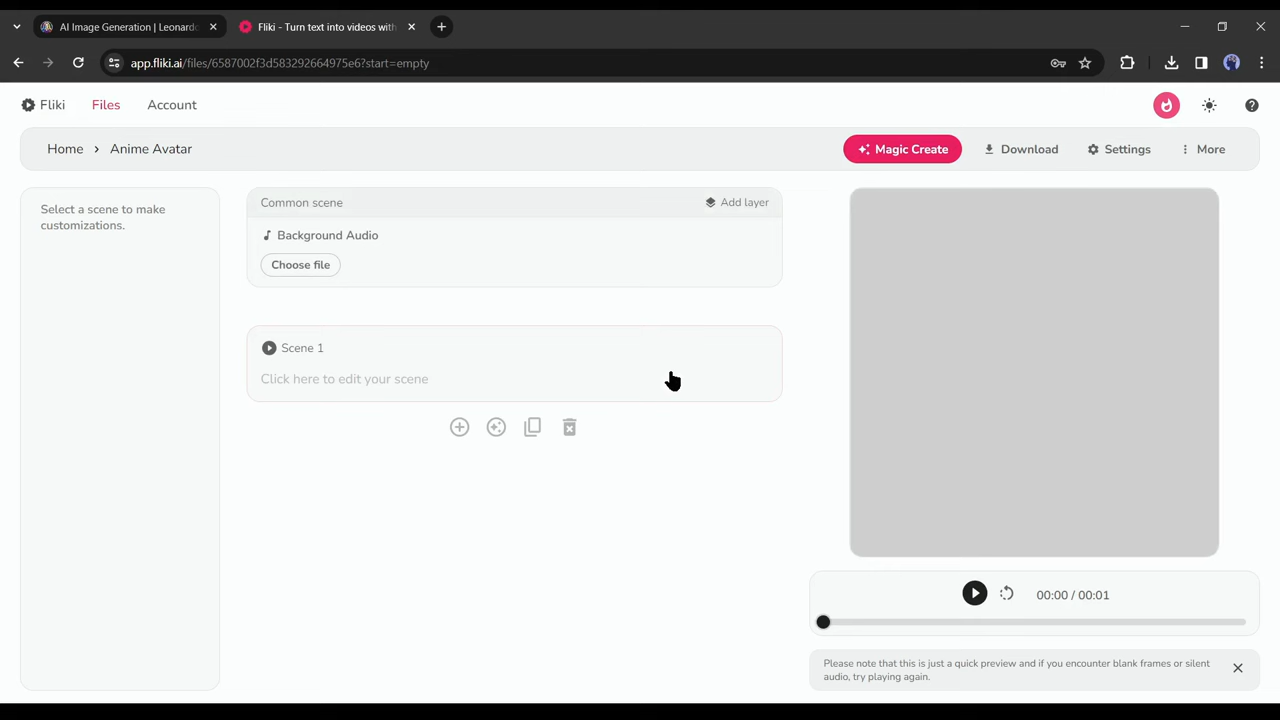 AI Image Generation | Leonardo
Fliki - Turn text into videos with
app.fliki.ai/files/6587002f3d583292664975e6?start=empty
Fliki Files Account
Home > Anime Avatar Magic Create Download Settings More
Select a scene to make
customizations.
Common scene Add layer
Background Audio
Choose file
Scene 1
Click here to edit your scene
00:00 / 00:01
Please note that this is just a quick preview and if you encounter blank frames or silent
audio, try playing again.